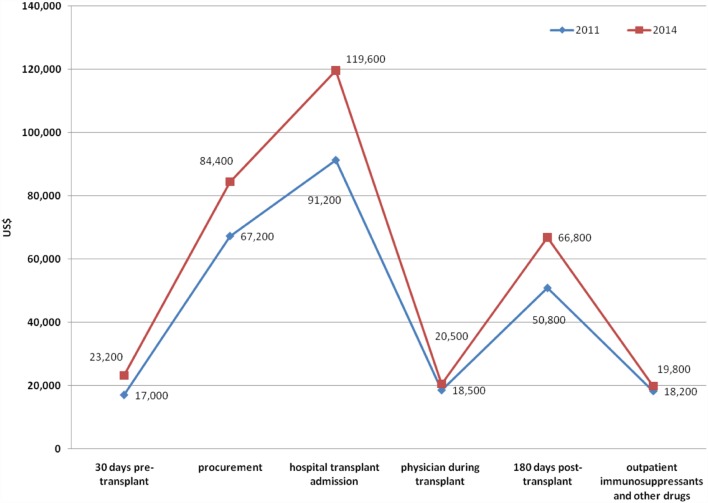 140,000
2011
2014
120,000
119,600
100,000
84,400
91,200
80,000
US$
67,200
66,800
60,000
50,800
40,000
23,200
20,500
19,800
20,000
17,000
18,500
18,200
0
30 days pre-
transplant
procurement
hospital transplant
admission
physician during
transplant
180 days post-
transplant
outpatient
immunosuppressants
and other drugs